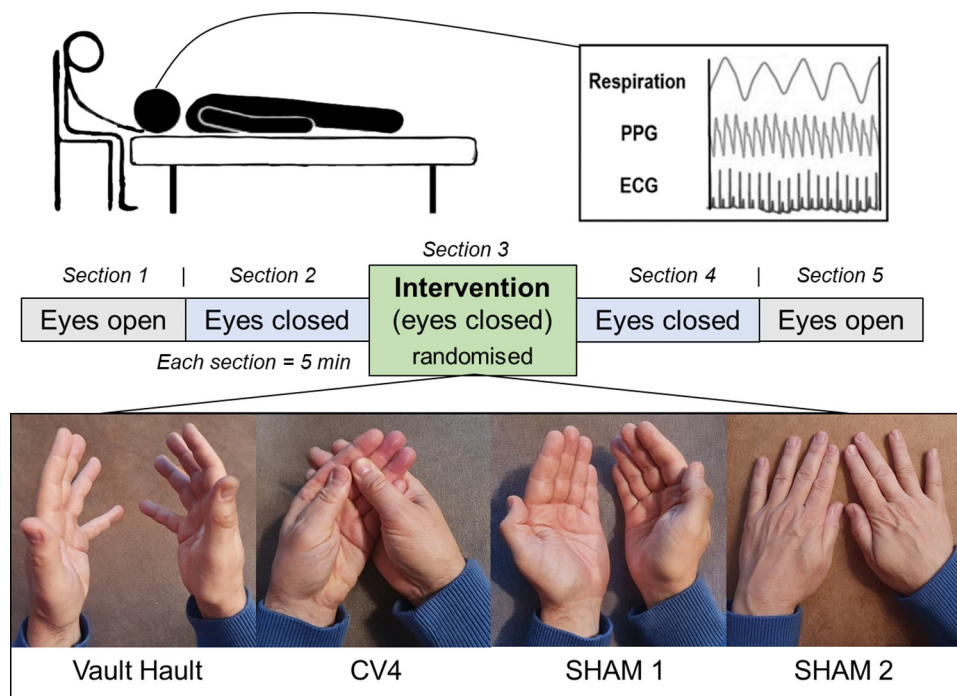 Respiration
PPG
ECG
Section 3
Section 1 | Section 2
Section 4 | Section 5
Eyes open
Eyes closed
Intervention
(eyes closed)
randomised
Eyes closed
Eyes open
Each section = 5 min
Vault Hault
CV4
SHAM 1
SHAM 2